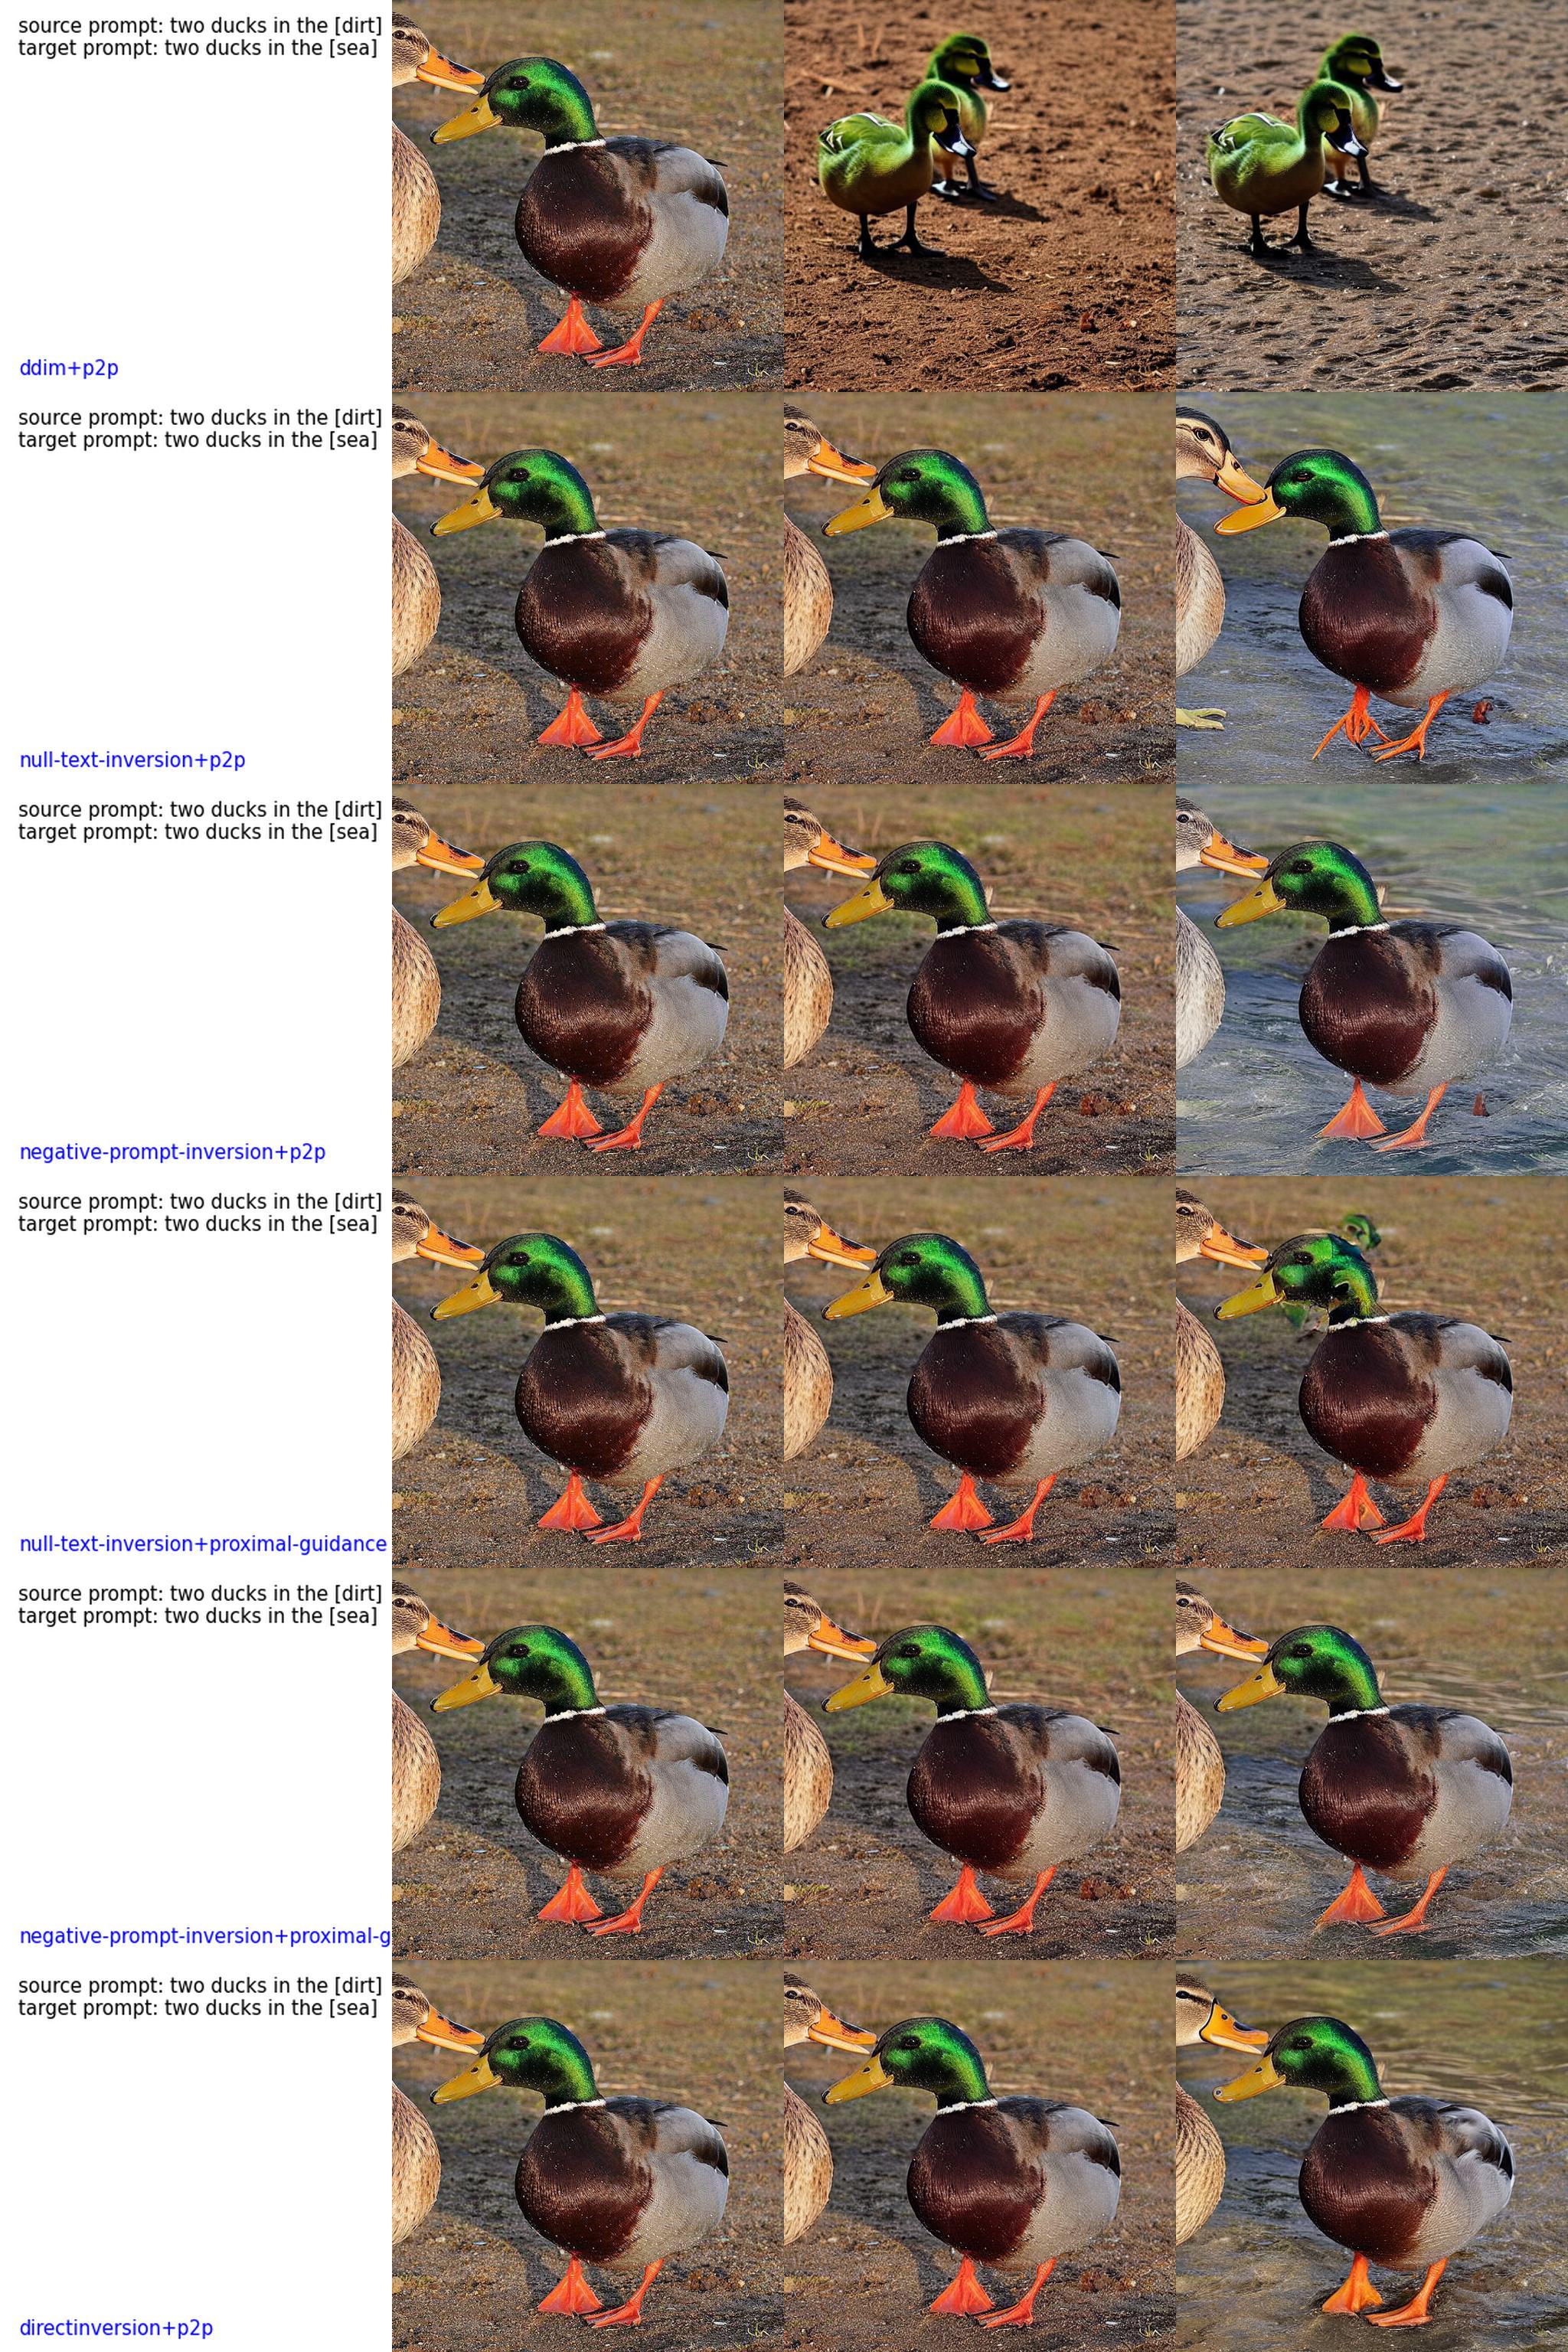 source prompt: two ducks in the [dirt]
target prompt: two ducks in the [sea]
ddim+p2p
source prompt: two ducks in the [dirt]
target prompt: two ducks in the [sea]
null-text-inversion+p2p
source prompt: two ducks in the [dirt]
target prompt: two ducks in the [sea]
negative-prompt-inversion+p2p
source prompt: two ducks in the [dirt]
target prompt: two ducks in the [sea]
null-text-inversion+proximal-guidance
source prompt: two ducks in the [dirt]
target prompt: two ducks in the [sea]
negative-prompt-inversion+proximal-g
source prompt: two ducks in the [dirt]
target prompt: two ducks in the [sea]
directinversion+p2p